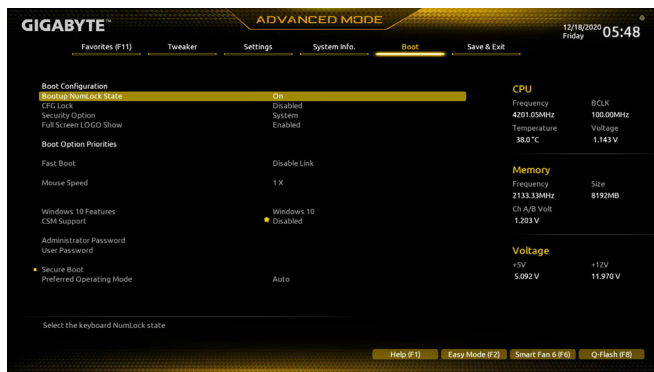 GIGABYTE™
ADVANCED MODE
12/18/2020 05:48
Friday
Favorites (F11) Tweaker Settings System Info. Boot Save & Exit
Boot Configuration
Bootup NumLock State On
CFG Lock Disabled
Security Option System
Full Screen LOGO Show Enabled
Boot Option Priorities
Fast Boot Disable Link
Mouse Speed 1 X
Windows 10 Features Windows 10
CSM Support Disabled
Administrator Password
User Password
Secure Boot
Preferred Operating Mode Auto
CPU
Frequency BCLK
4201.05MHz 100.00MHz
Temperature Voltage
38.0 °C 1.143 V
Memory
Frequency Size
2133.33MHz 8192MB
Ch A/B Volt
1.203 V
Voltage
+5V +12V
5.092 V 11.970 V
Select the keyboard NumLock state
Help (F1) Easy Mode (F2) Smart Fan 6 (F6) Q-Flash (F8)